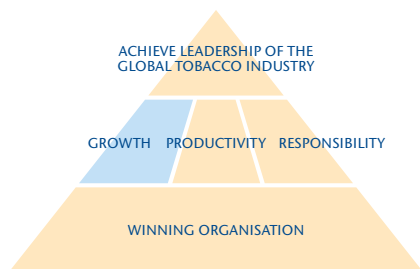 ACHIEVE LEADERSHIP OF THE
GLOBAL TOBACCO INDUSTRY
GROWTH PRODUCTIVITY RESPONSIBILITY
WINNING ORGANISATION